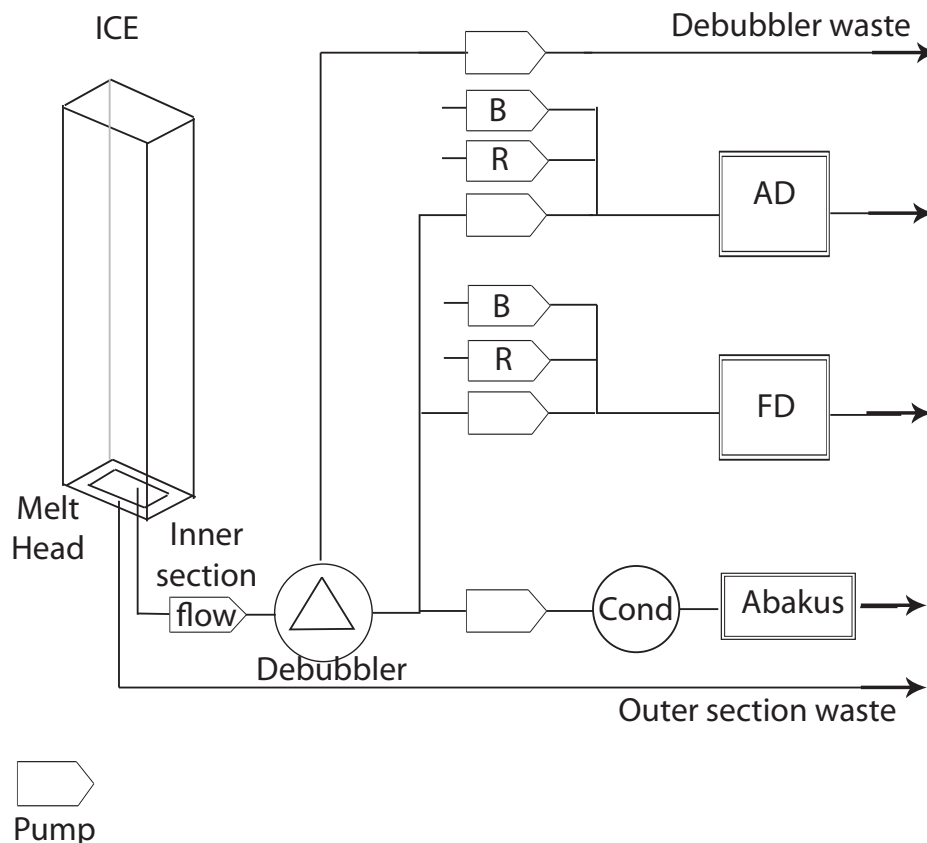 ICE
Debubbler waste
B
R
AD
B
R
FD
Melt
Head
Inner
section
flow
Debubbler
Cond
Abakus
Outer section waste
Pump